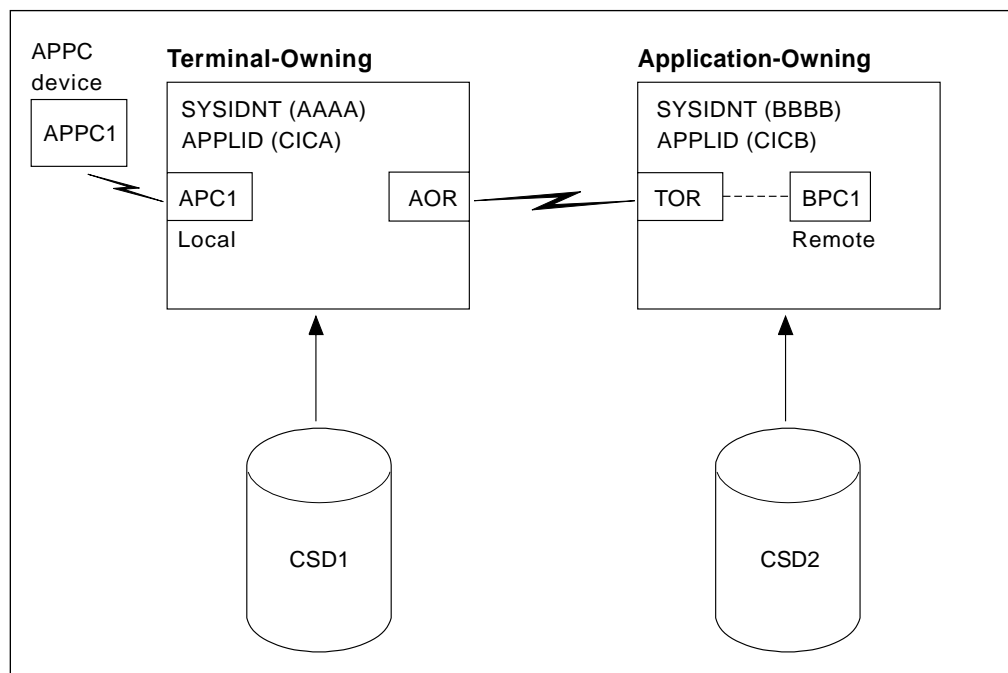 APPC
device
APPC1
Terminal-Owning
SYSIDNT (AAAA)
APPLID (CICA)
APC1
Local
AOR
Application-Owning
SYSIDNT (BBBB)
APPLID (CICB)
TOR
BPC1
Remote
CSD1
CSD2